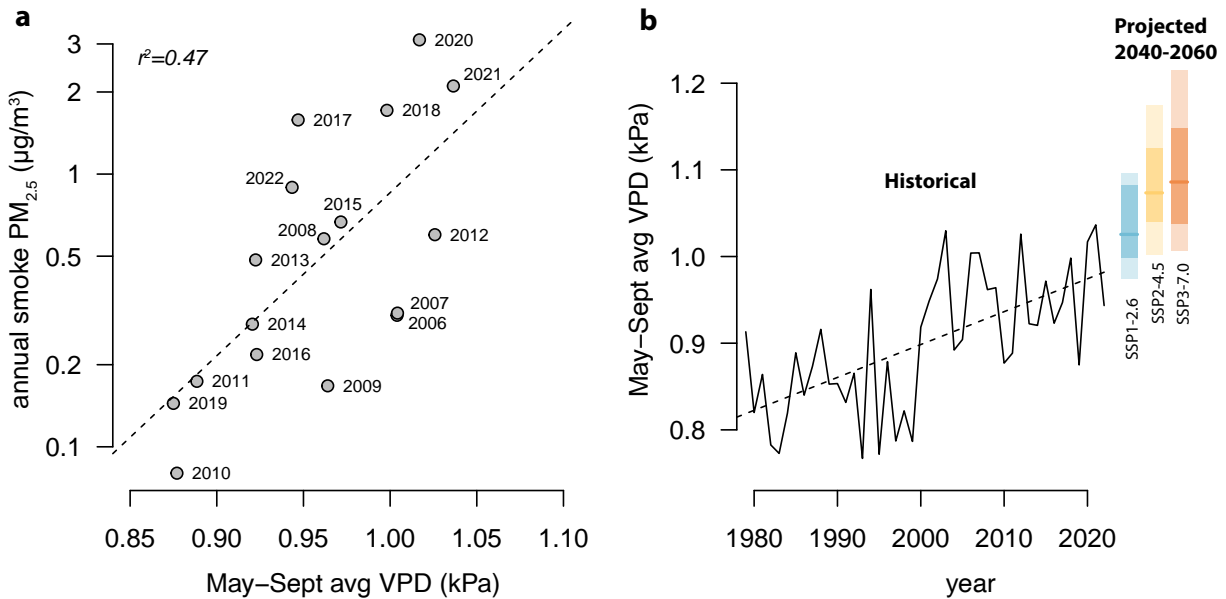 a
r²=0.47
3
2
1
0.5
0.2
0.1
annual smoke PM2.5 (µg/m³)
2020
2021
2018
2017
2022
2015
2008
2012
2013
2007
2006
2014
2016
2011
2009
2019
2010
0.85 0.90 0.95 1.00 1.05 1.10
May–Sept avg VPD (kPa)
b
Projected
2040-2060
Historical
1.2
1.1
1.0
0.9
0.8
May–Sept avg VPD (kPa)
SSP1-2.6
SSP2-4.5
SSP3-7.0
1980 1990 2000 2010 2020
year